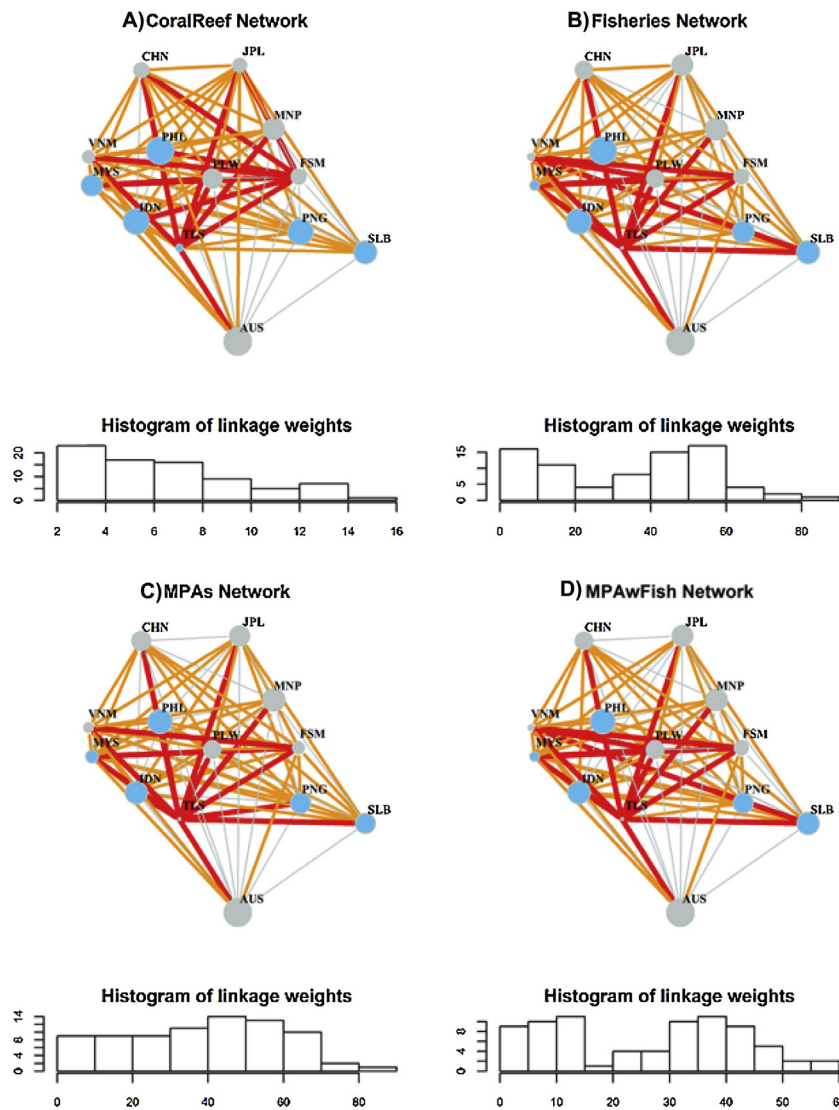 A) CoralReef Network
B) Fisheries Network
CHN
JPL
MNP
PHL
VNM
MYS
PLW
FSM
IDN
TLS
PNG
SLB
AUS
CHN
JPL
MNP
PHL
VNM
MYS
PLW
FSM
IDN
TLS
PNG
SLB
AUS
Histogram of linkage weights
0 10 20
2 4 6 8 10 12 14 16
Histogram of linkage weights
0 5 15
0 20 40 60 80
C) MPAs Network
D) MPAwFish Network
CHN
JPL
MNP
PHL
VNM
MYS
PLW
FSM
IDN
TLS
PNG
SLB
AUS
CHN
JPL
MNP
PHL
VNM
MYS
PLW
FSM
IDN
TLS
PNG
SLB
AUS
Histogram of linkage weights
0 4 8 14
0 20 40 60 80
Histogram of linkage weights
0 4 8
0 10 20 30 40 50 60